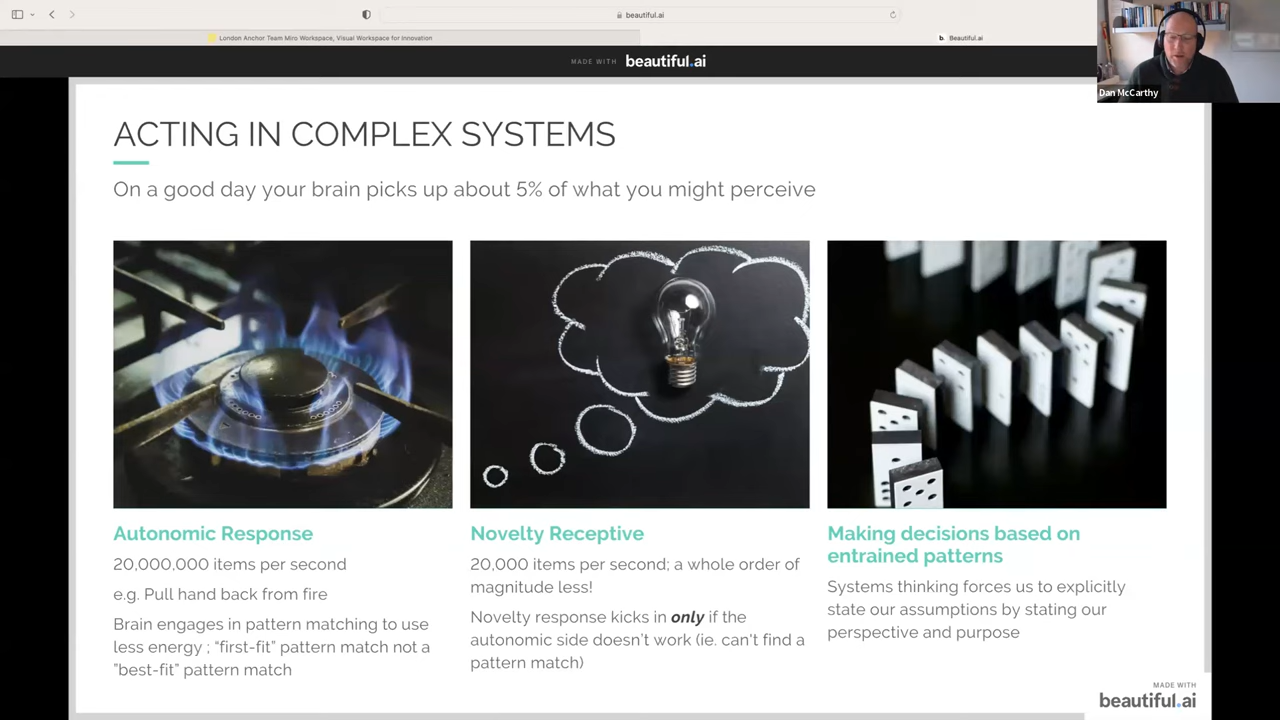 beautiful.ai
London Anchor Team Miro Workspace, Visual Workspace for Innovation
b. Beautiful.ai
MADE WITH beautiful.ai
Dan McCarthy
ACTING IN COMPLEX SYSTEMS
On a good day your brain picks up about 5% of what you might perceive
Autonomic Response
20,000,000 items per second
e.g. Pull hand back from fire
Brain engages in pattern matching to use
less energy ; “first-fit” pattern match not a
”best-fit” pattern match
Novelty Receptive
20,000 items per second; a whole order of
magnitude less!
Novelty response kicks in only if the
autonomic side doesn’t work (ie. can't find a
pattern match)
Making decisions based on
entrained patterns
Systems thinking forces us to explicitly
state our assumptions by stating our
perspective and purpose
MADE WITH
beautiful.ai